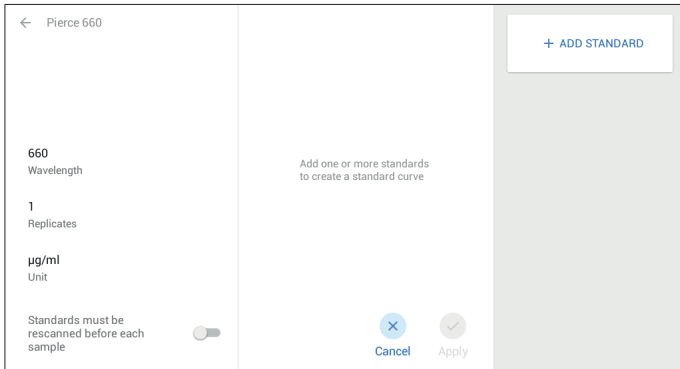 Pierce 660
660
Wavelength
1
Replicates
µg/ml
Unit
Standards must be
rescanned before each
sample
Add one or more standards
to create a standard curve
Cancel
Apply
+ ADD STANDARD